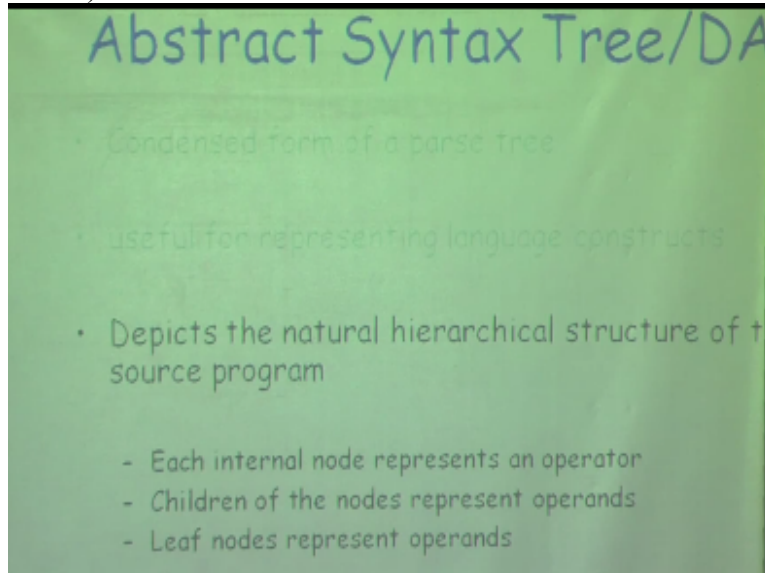 Abstract Syntax Tree/DA
• Condensed form of a parse tree
• useful for representing language constructs
• Depicts the natural hierarchical structure of t
source program
- Each internal node represents an operator
- Children of the nodes represent operands
- Leaf nodes represent operands